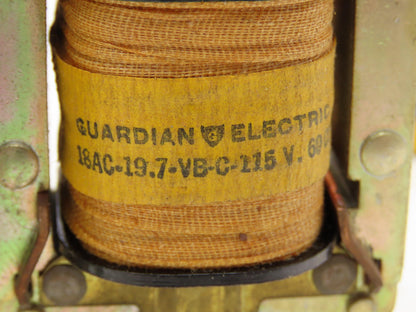 GUARDIAN ELECTRIC
18AC-19.7-VB-C-115 V. 60